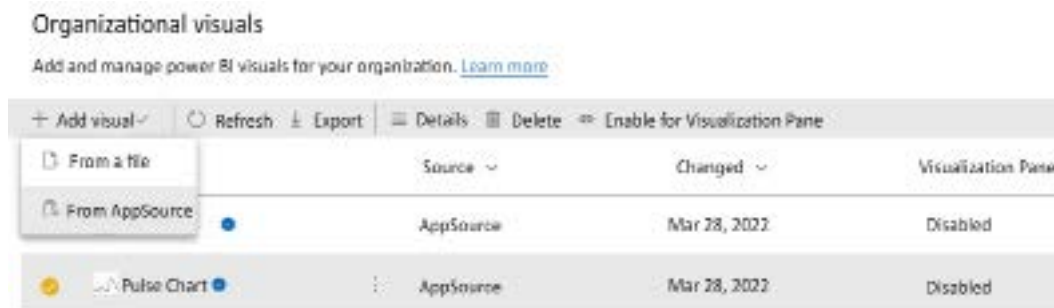 Organizational visuals
Add and manage power BI visuals for your organization. Learn more
Add visual Refresh Export Details Delete Enable for Visualization Pane
From a file
Source Changed Visualization Pane
From AppSource
AppSource Mar 28, 2022 Disabled
Pulse Chart AppSource Mar 28, 2022 Disabled